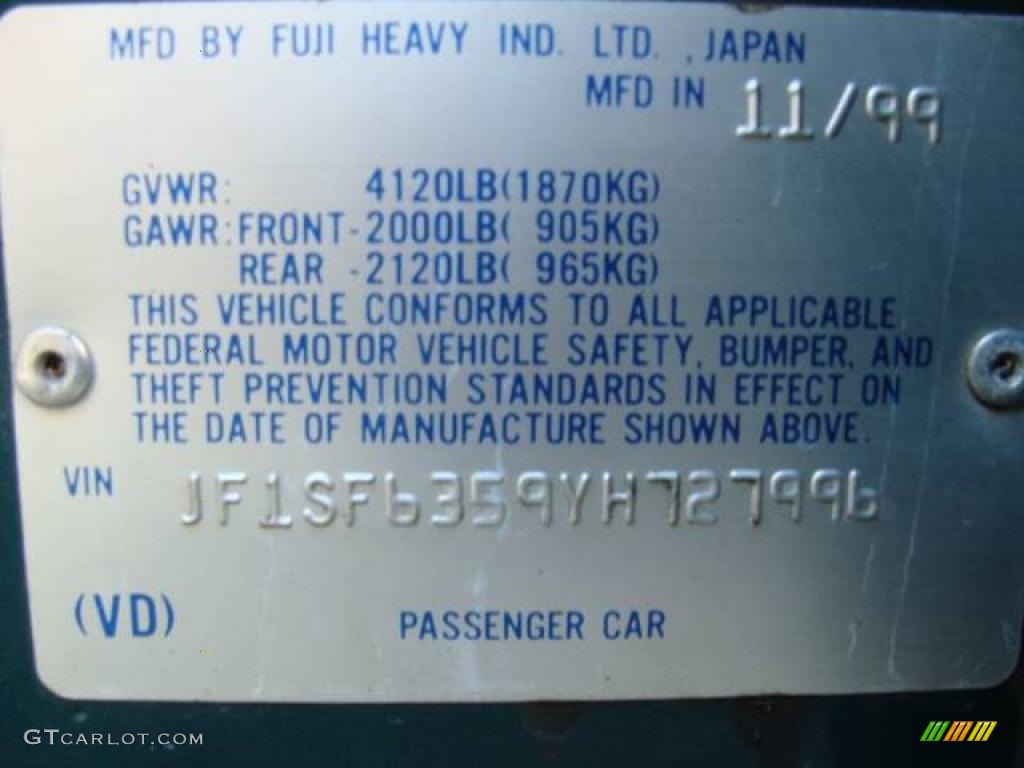 MFD BY FUJI HEAVY IND. LTD., JAPAN
MFD IN 11/99
GVWR: 4120LB(1870KG)
GAWR:FRONT-2000LB( 905KG)
REAR -2120LB( 965KG)
THIS VEHICLE CONFORMS TO ALL APPLICABLE
FEDERAL MOTOR VEHICLE SAFETY, BUMPER, AND
THEFT PREVENTION STANDARDS IN EFFECT ON
THE DATE OF MANUFACTURE SHOWN ABOVE.
VIN JF1SF6359YH727996
(VD) PASSENGER CAR
GTCARLOT.COM